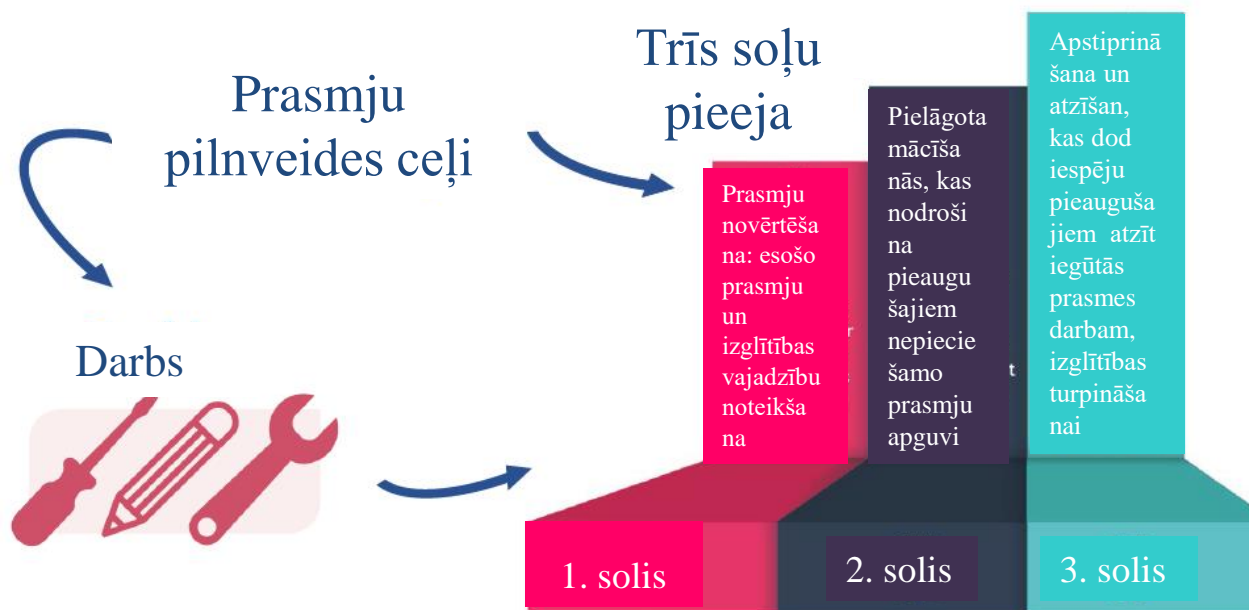 Prasmju
pilnveides ceļi
Trīs soļu
pieeja
Darbs
Prasmju
novērtēša
na: esošo
prasmju
un
izglītības
vajadzību
noteikša
na
Pielāgota
mācīša
nās, kas
nodroši
na
pieaugu
šajiem
nepiecie
šamo
prasmju
apguvi
Apstiprinā
šana un
atzīšan,
kas dod
iespēju
pieauguša
jiem atzīt
iegūtās
prasmes
darbam,
izglītības
turpināša
nai
1. solis
2. solis
3. solis